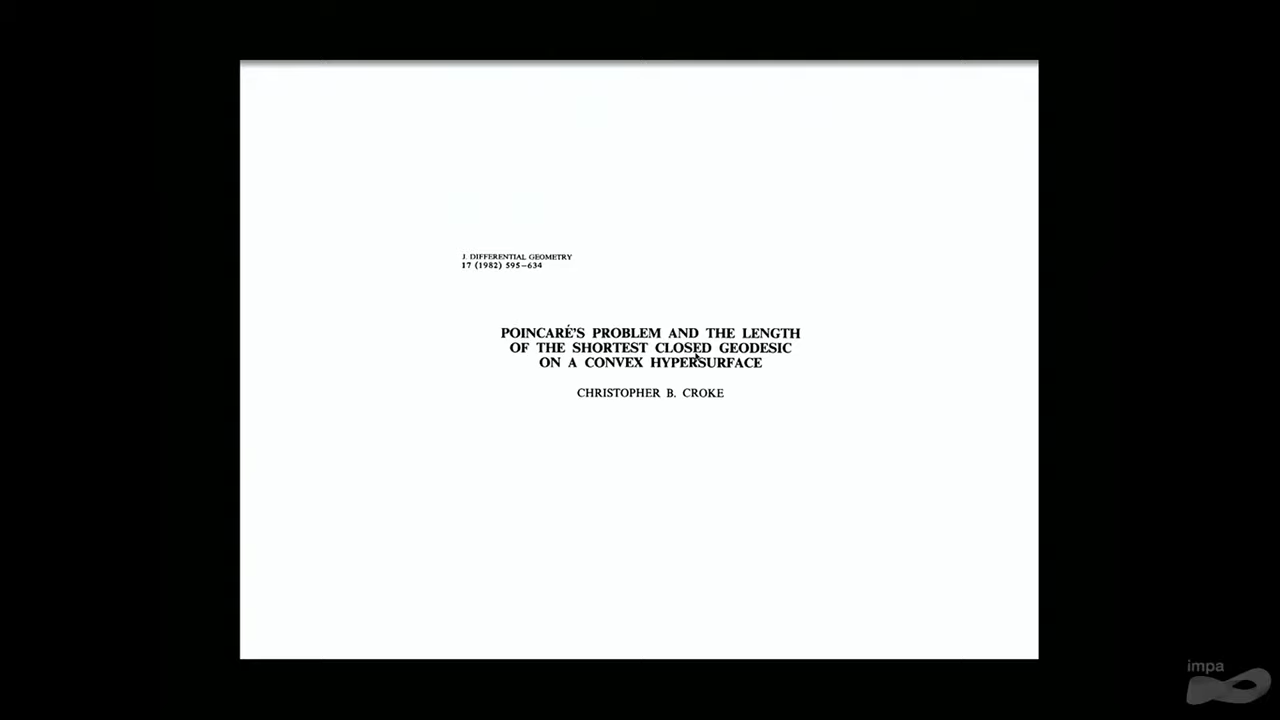 J. DIFFERENTIAL GEOMETRY
17 (1982) 595–634
POINCARÉ'S PROBLEM AND THE LENGTH
OF THE SHORTEST CLOSED GEODESIC
ON A CONVEX HYPERSURFACE
CHRISTOPHER B. CROKE
impa